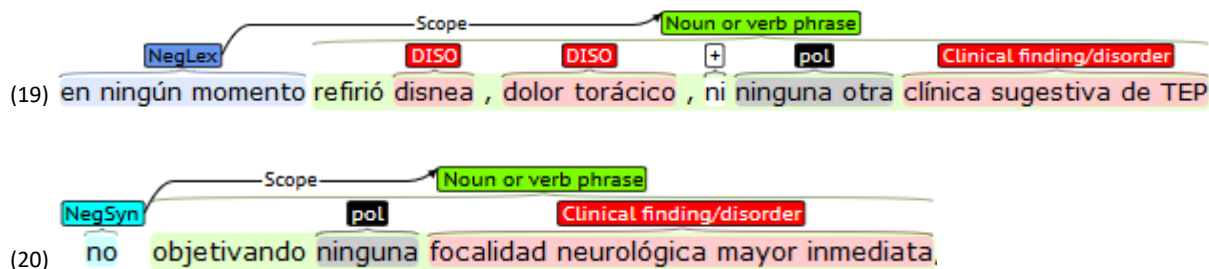 Scope Noun or verb phrase
NegLex DISO DISO + pol Clinical finding/disorder
(19) en ningún momento refirió disnea , dolor torácico , ni ninguna otra clínica sugestiva de TEP
Scope Noun or verb phrase
NegSyn pol Clinical finding/disorder
(20) no objetivando ninguna focalidad neurológica mayor inmediata,